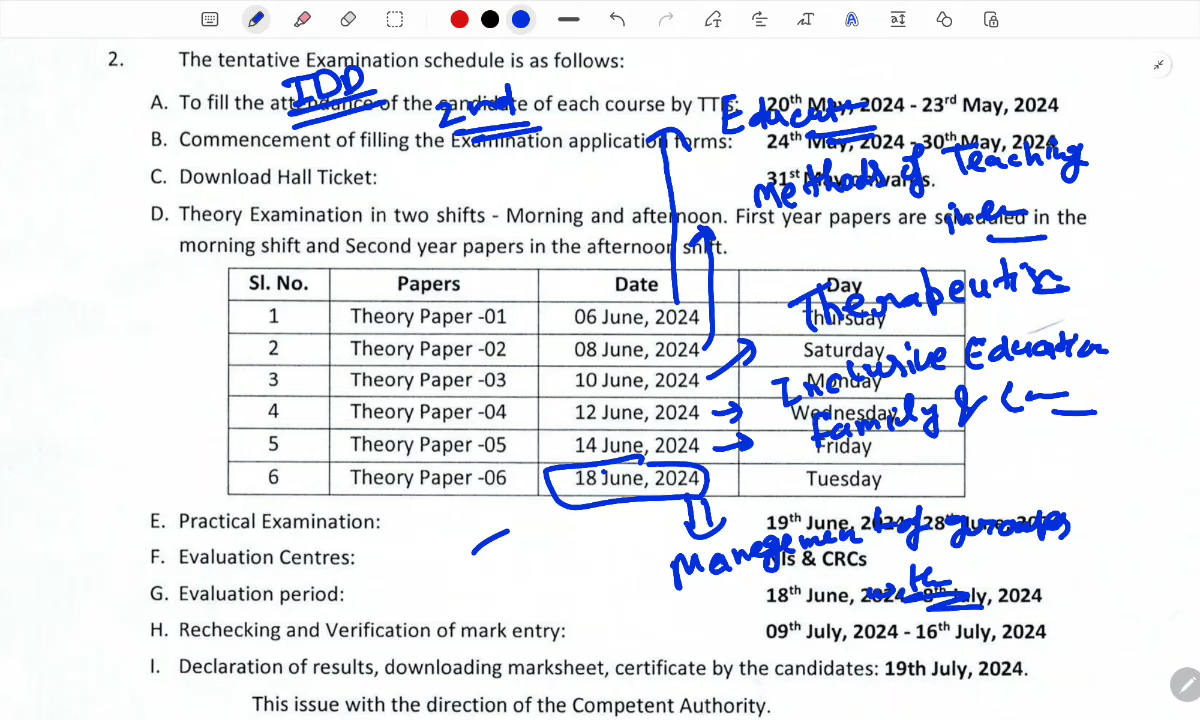 2. The tentative Examination schedule is as follows:
IDD
2nd
A. To fill the attendance of the candidate of each course by TTIs: 20th May, 2024 - 23rd May, 2024
B. Commencement of filling the Examination application forms: 24th May, 2024 - 30th May, 2024
Methods of Teaching
C. Download Hall Ticket: 31st May onwards.
D. Theory Examination in two shifts - Morning and afternoon. First year papers are scheduled in the
morning shift and Second year papers in the afternoon shift.
Sl. No. Papers Date Day
Therapeutic
1 Theory Paper -01 06 June, 2024 Thursday
2 Theory Paper -02 08 June, 2024 Saturday
Inclusive Education
3 Theory Paper -03 10 June, 2024 Monday
4 Theory Paper -04 12 June, 2024 Wednesday
Family &
5 Theory Paper -05 14 June, 2024 Friday
6 Theory Paper -06 18 June, 2024 Tuesday
E. Practical Examination: 19th June, 2024 - 28th June, 2024
of
F. Evaluation Centres: NIs & CRCs
G. Evaluation period: 18th June, 2024 - 8th July, 2024
H. Rechecking and Verification of mark entry: 09th July, 2024 - 16th July, 2024
I. Declaration of results, downloading marksheet, certificate by the candidates: 19th July, 2024.
This issue with the direction of the Competent Authority.